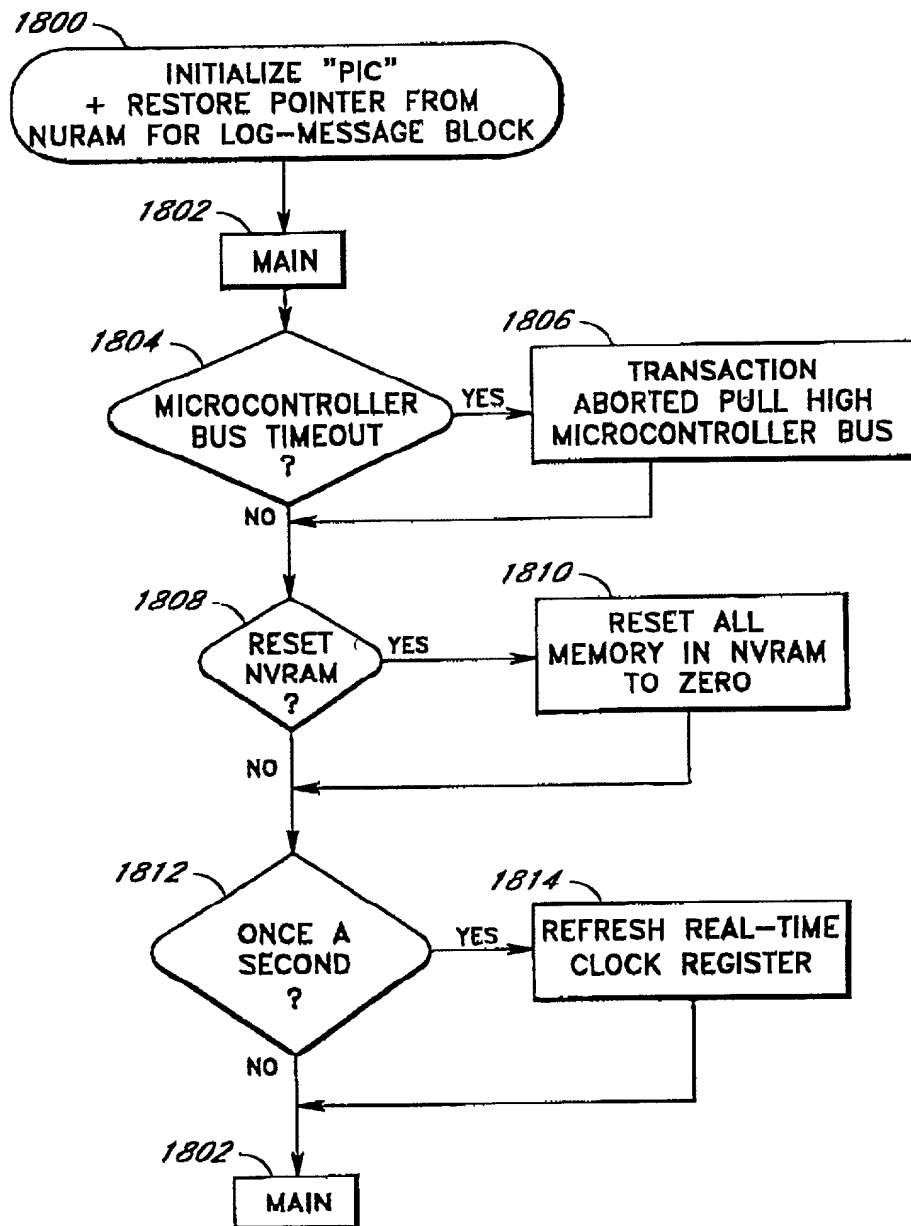 1800
INITIALIZE "PIC"
+ RESTORE POINTER FROM
NURAM FOR LOG-MESSAGE BLOCK
1802
MAIN
1804
MICROCONTROLLER
BUS TIMEOUT
?
YES
1806
TRANSACTION
ABORTED PULL HIGH
MICROCONTROLLER BUS
NO
1808
RESET
NVRAM
?
YES
1810
RESET ALL
MEMORY IN NVRAM
TO ZERO
NO
1812
ONCE A
SECOND
?
YES
1814
REFRESH REAL-TIME
CLOCK REGISTER
NO
1802
MAIN